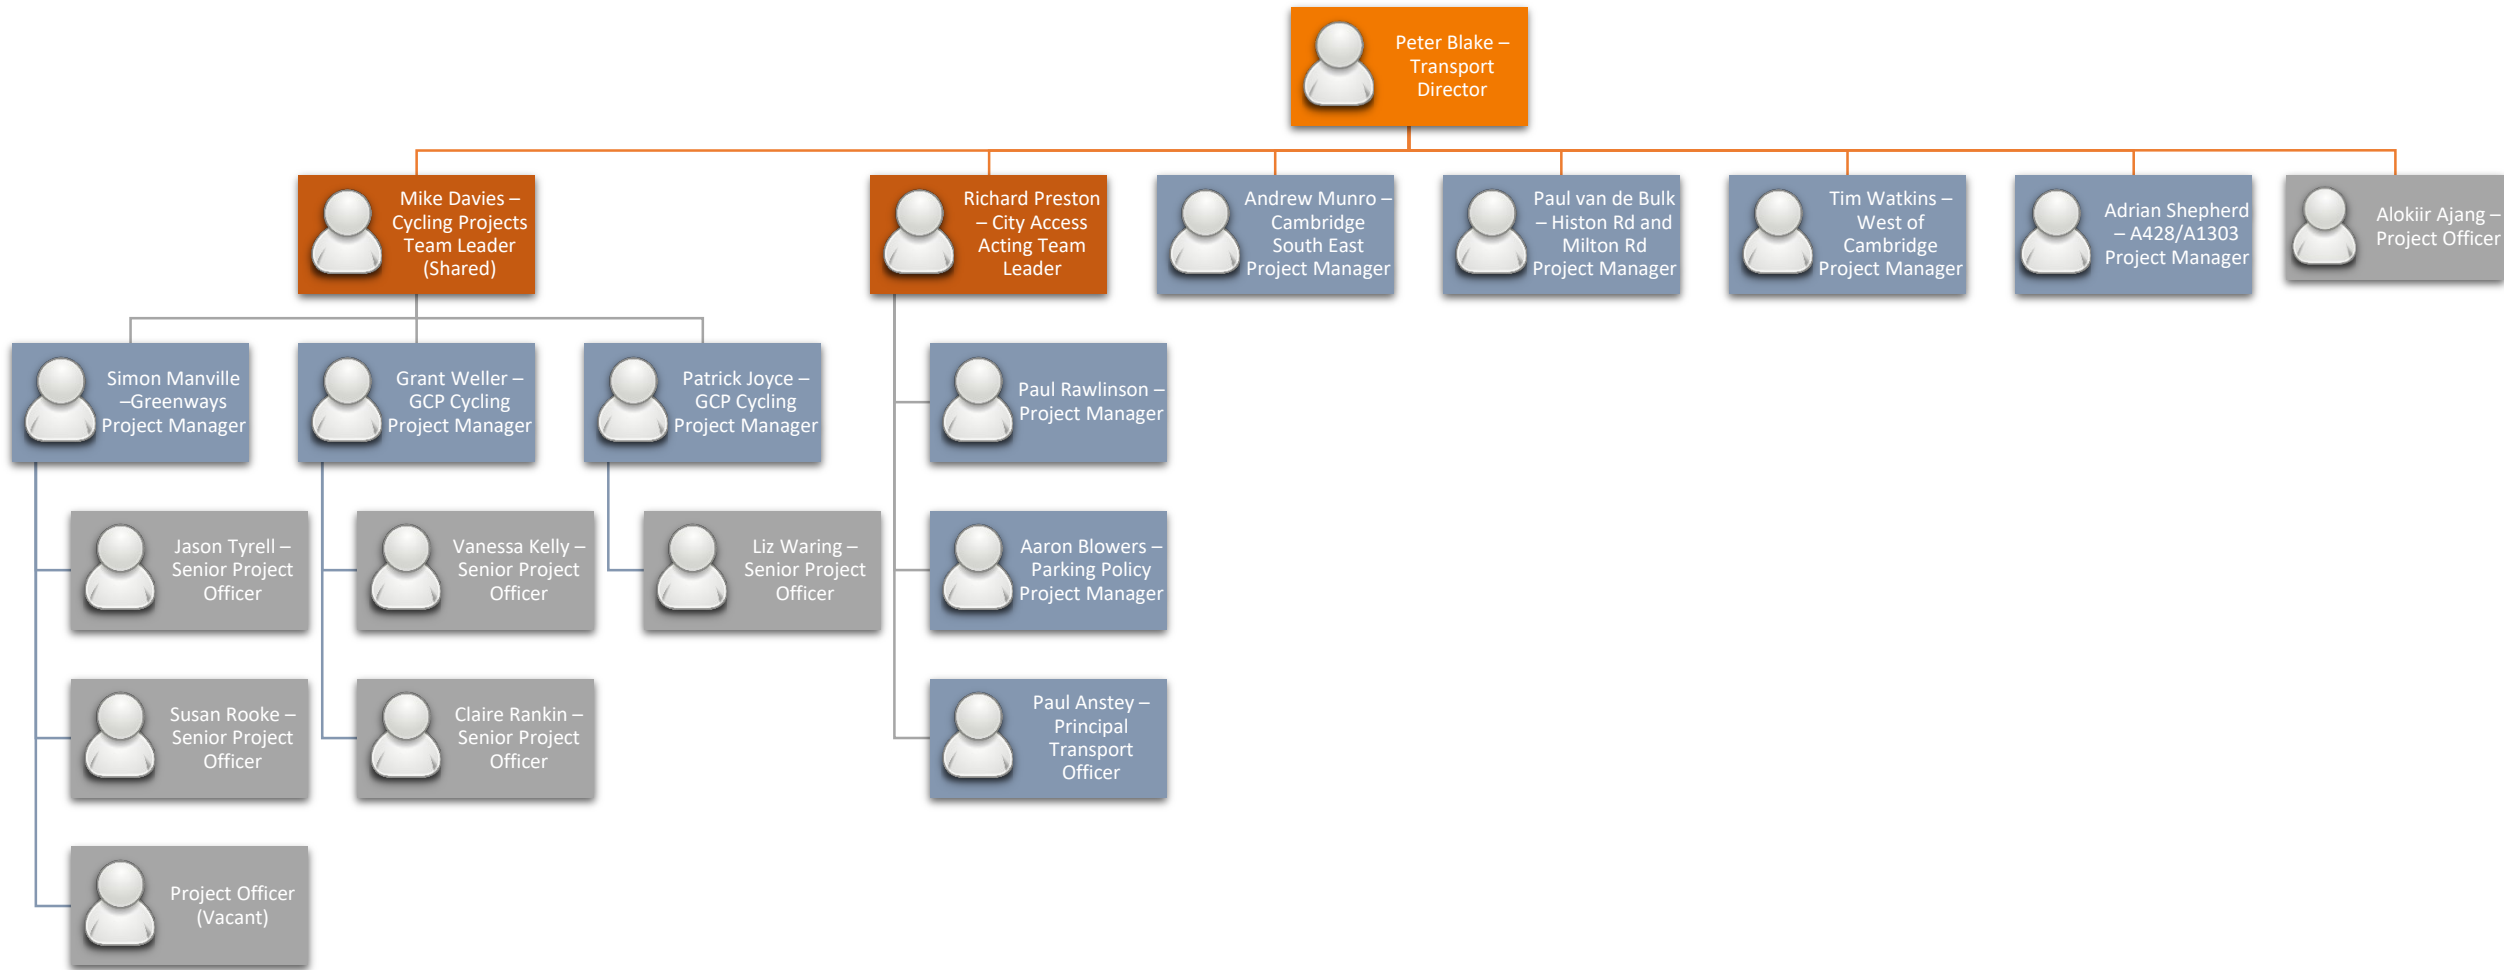 Peter Blake –
Transport
Director
Mike Davies –
Cycling Projects
Team Leader
(Shared)
Richard Preston
– City Access
Acting Team
Leader
Andrew Munro –
Cambridge
South East
Project Manager
Paul van de Bulk
– Histon Rd and
Milton Rd
Project Manager
Tim Watkins –
West of
Cambridge
Project Manager
Adrian Shepherd
– A428/A1303
Project Manager
Alokiir Ajang –
Project Officer
Simon Manville
–Greenways
Project Manager
Grant Weller –
GCP Cycling
Project Manager
Patrick Joyce –
GCP Cycling
Project Manager
Paul Rawlinson –
Project Manager
Jason Tyrell –
Senior Project
Officer
Vanessa Kelly –
Senior Project
Officer
Liz Waring –
Senior Project
Officer
Aaron Blowers –
Parking Policy
Project Manager
Susan Rooke –
Senior Project
Officer
Claire Rankin –
Senior Project
Officer
Paul Anstey –
Principal
Transport
Officer
Project Officer
(Vacant)